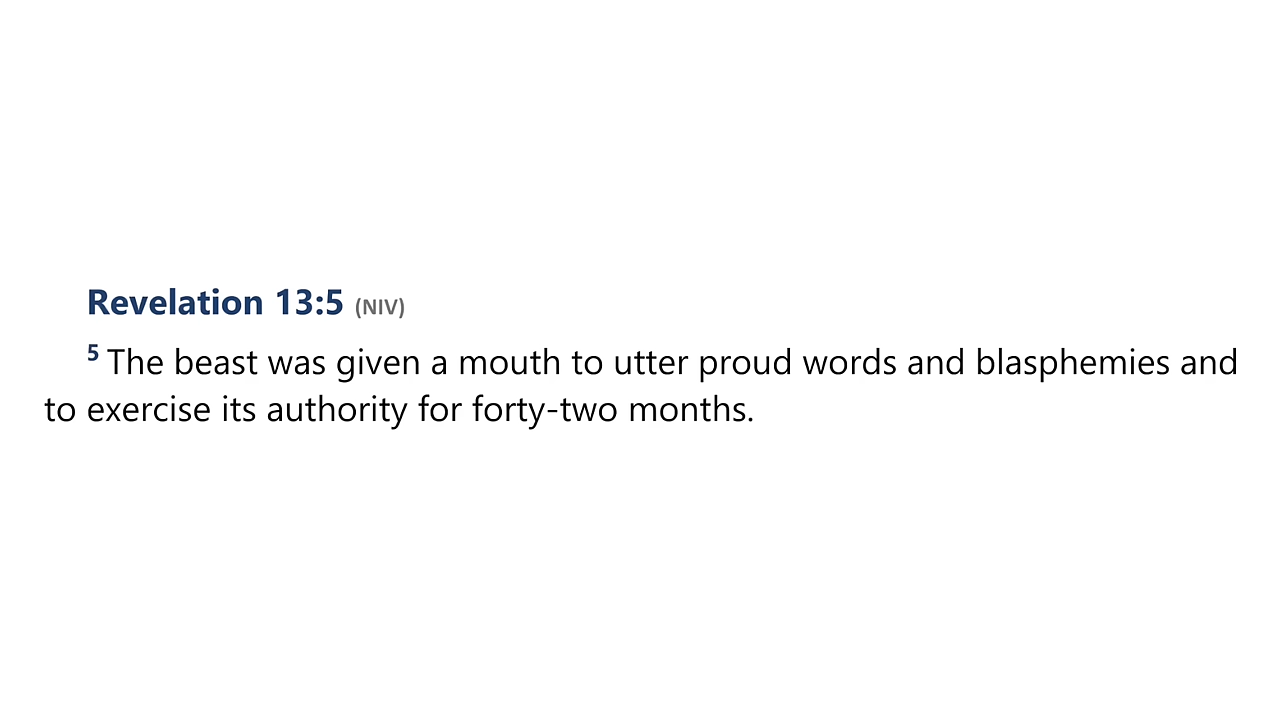 Revelation 13:5 (NIV)
5 The beast was given a mouth to utter proud words and blasphemies and
to exercise its authority for forty-two months.